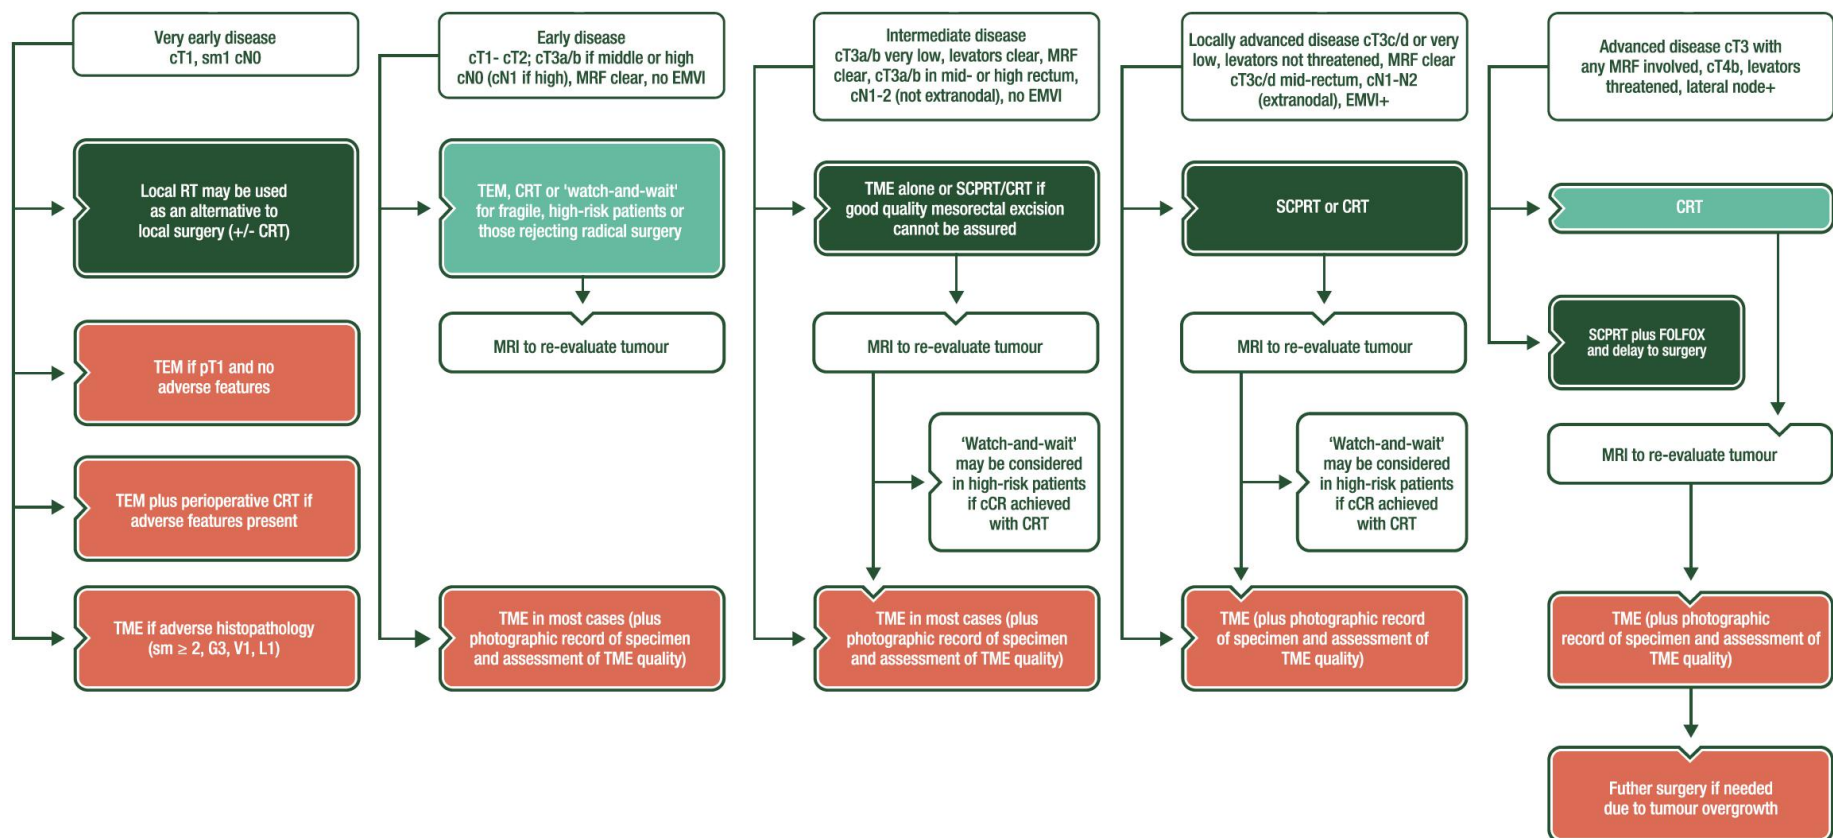 Very early disease
cT1, sm1 cN0
Local RT may be used
as an alternative to
local surgery (+/- CRT)
TEM if pT1 and no
adverse features
TEM plus perioperative CRT if
adverse features present
TME if adverse histopathology
(sm ≥ 2, G3, V1, L1)
Early disease
cT1- cT2; cT3a/b if middle or high
cN0 (cN1 if high), MRF clear, no EMVI
TEM, CRT or 'watch-and-wait'
for fragile, high-risk patients or
those rejecting radical surgery
MRI to re-evaluate tumour
TME in most cases (plus
photographic record of specimen
and assessment of TME quality)
Intermediate disease
cT3a/b very low, levators clear, MRF
clear, cT3a/b in mid- or high rectum,
cN1-2 (not extranodal), no EMVI
TME alone or SCPRT/CRT if
good quality mesorectal excision
cannot be assured
MRI to re-evaluate tumour
‘Watch-and-wait’
may be considered
in high-risk patients
if cCR achieved
with CRT
TME in most cases (plus
photographic record of specimen
and assessment of TME quality)
Locally advanced disease cT3c/d or very
low, levators not threatened, MRF clear
cT3c/d mid-rectum, cN1-N2
(extranodal), EMVI+
SCPRT or CRT
MRI to re-evaluate tumour
‘Watch-and-wait’
may be considered
in high-risk patients
if cCR achieved
with CRT
TME (plus photographic record
of specimen and assessment of
TME quality)
Advanced disease cT3 with
any MRF involved, cT4b, levators
threatened, lateral node+
CRT
SCPRT plus FOLFOX
and delay to surgery
MRI to re-evaluate tumour
TME (plus photographic
record of specimen and assessment of
TME quality)
Futher surgery if needed
due to tumour overgrowth